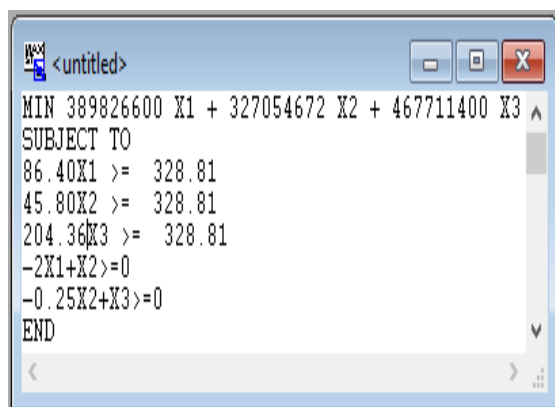 <untitled>
MIN 389826600 X1 + 327054672 X2 + 467711400 X3
SUBJECT TO
86.40X1 >=  328.81
45.80X2 >=  328.81
204.36X3 >=  328.81
-2X1+X2>=0
-0.25X2+X3>=0
END